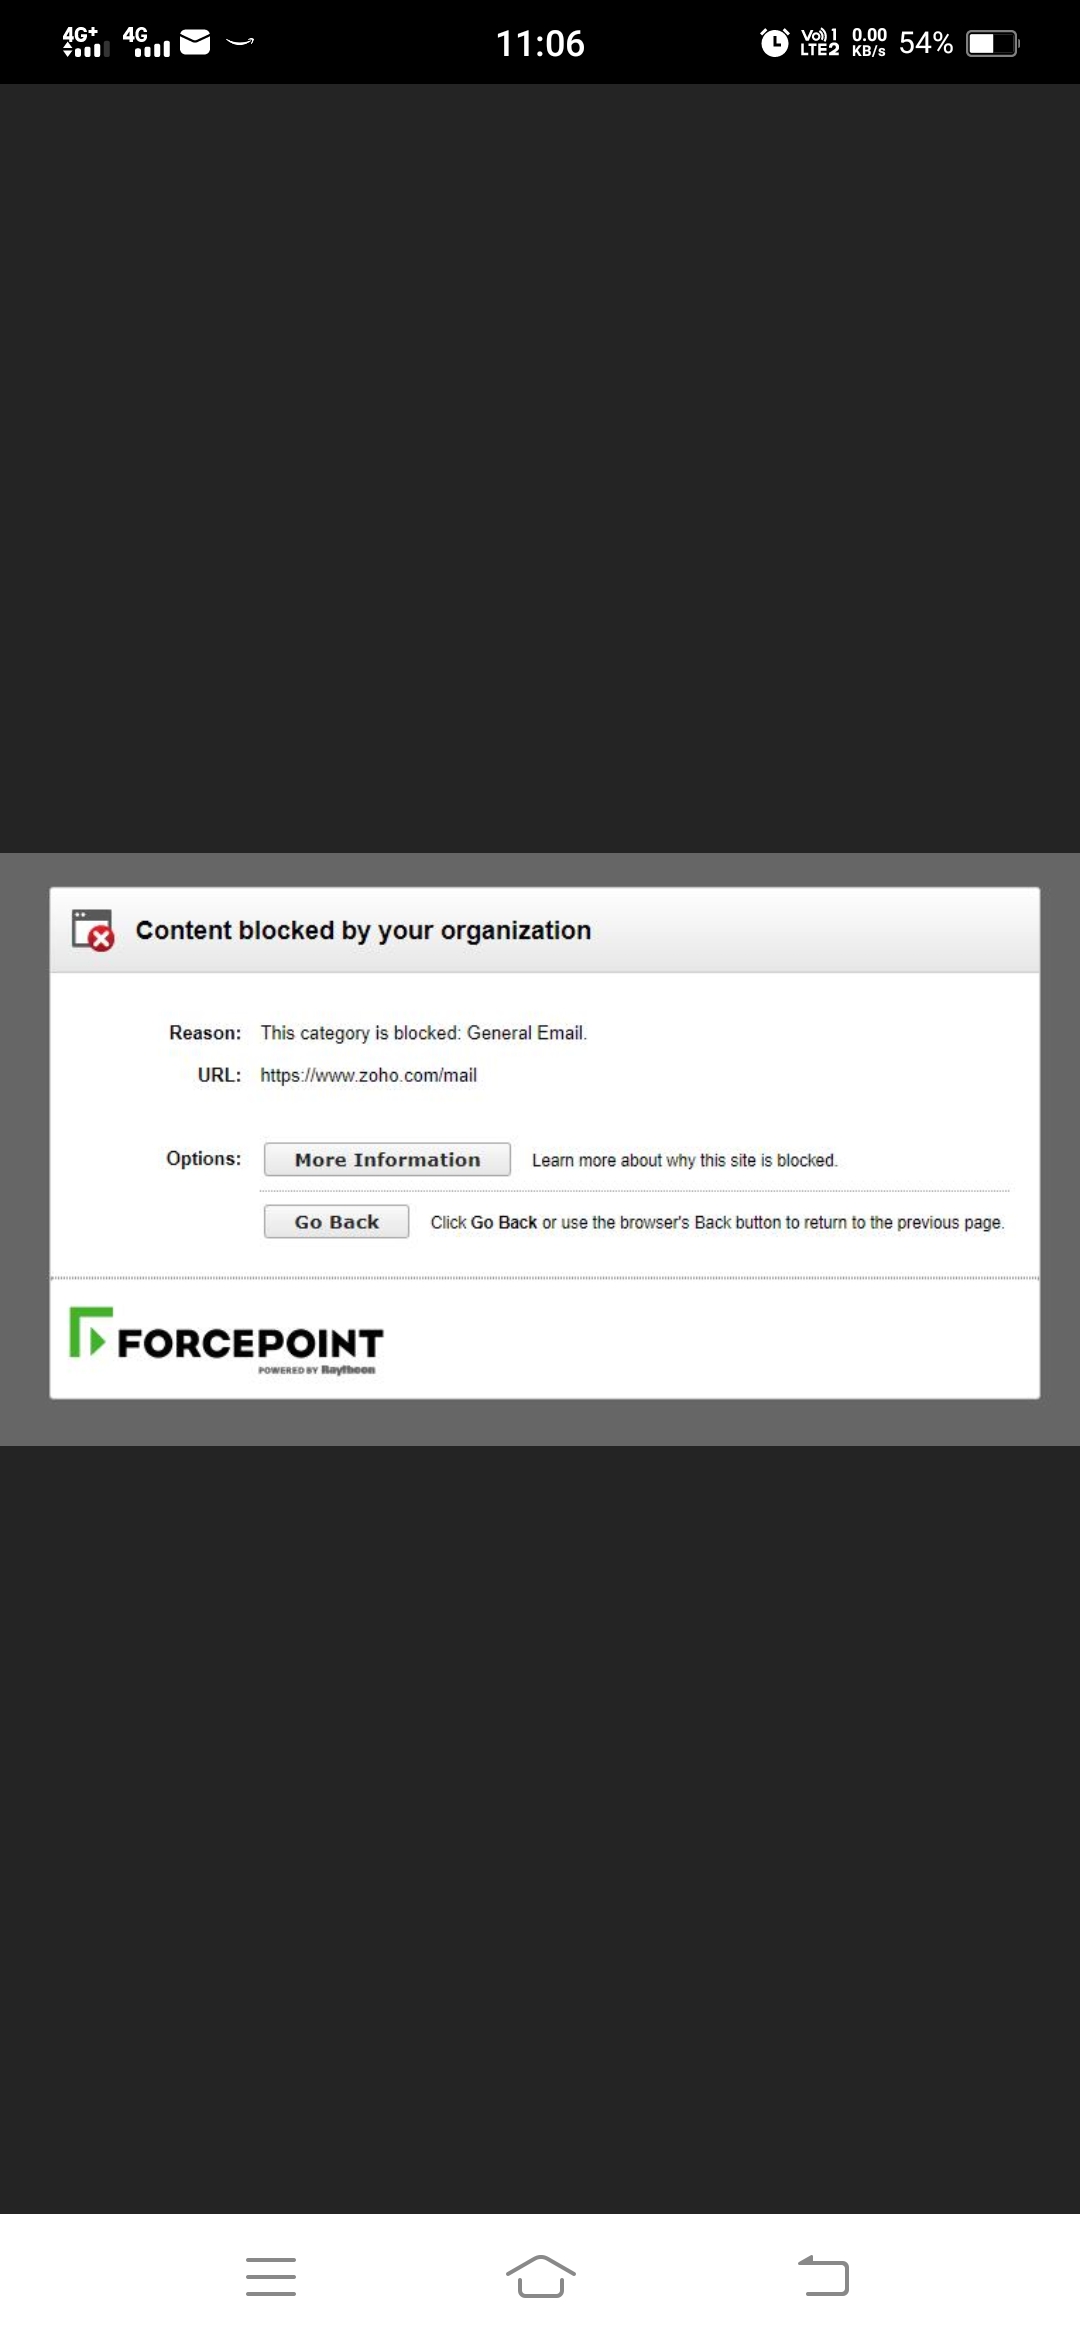 4G+ 4G 11:06 Vo)) 1 LTE2 0.00 KB/s 54%
Content blocked by your organization
Reason: This category is blocked: General Email.
URL: https://www.zoho.com/mail
Options: More Information Learn more about why this site is blocked.
Go Back Click Go Back or use the browser's Back button to return to the previous page.
FORCEPOINT
POWERED BY Raytheon